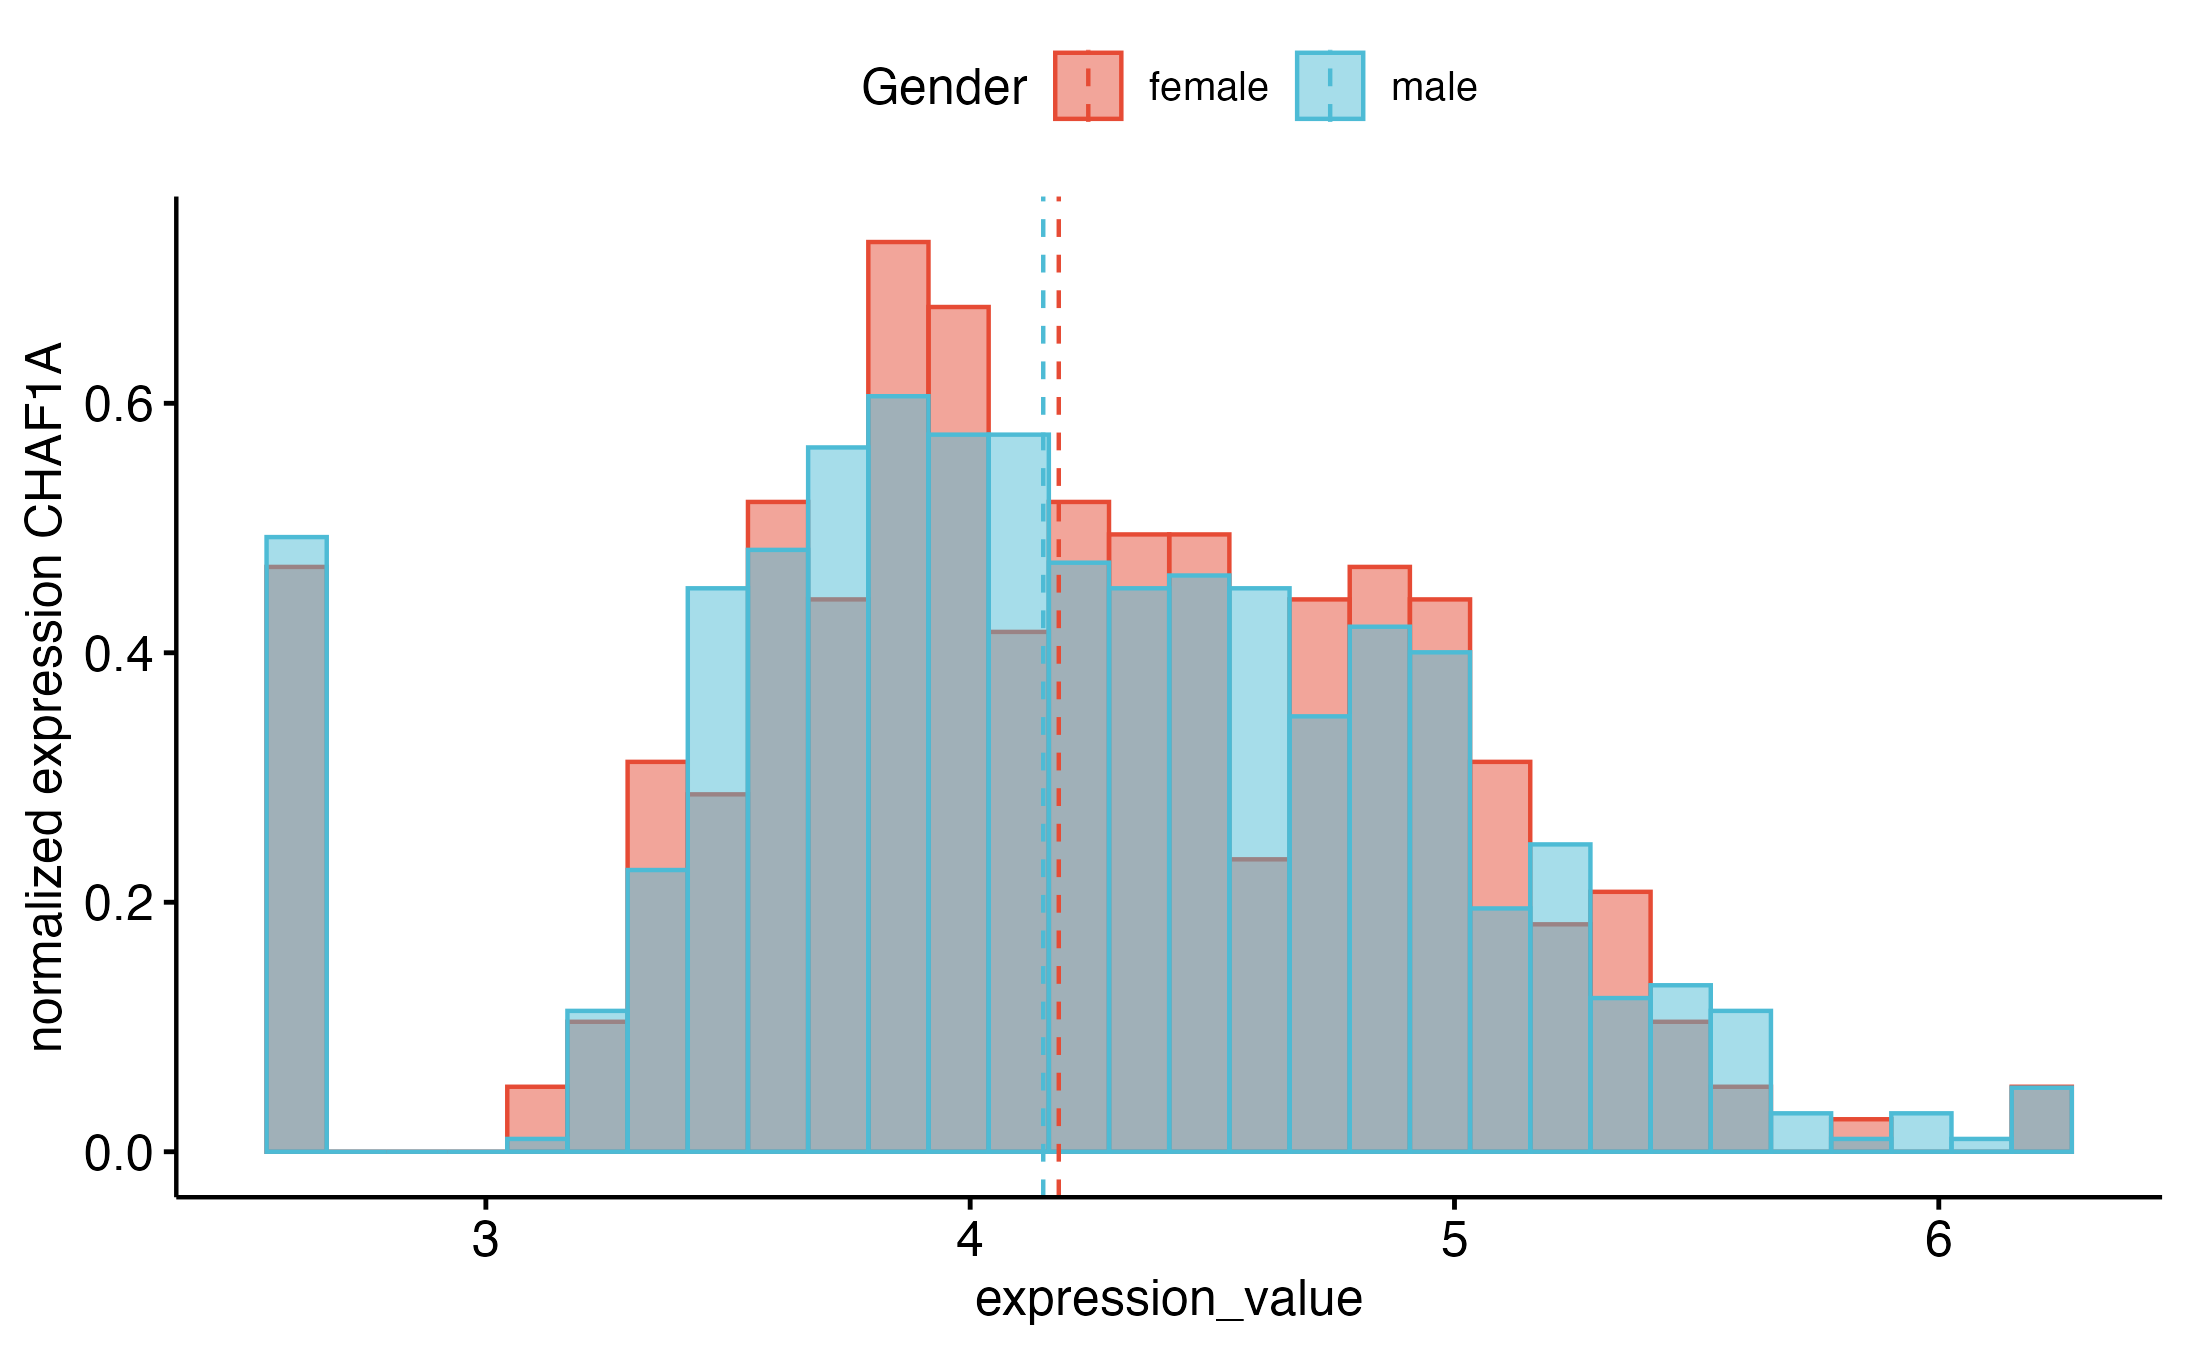 Gender female male
normalized expression CHAF1A
0.6
0.4
0.2
0.0
3 4 5 6
expression_value